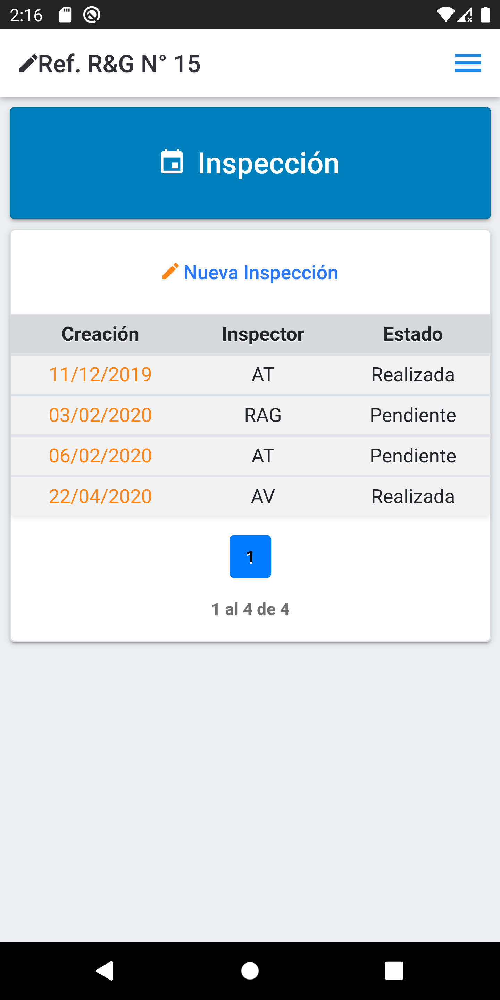 2:16
Ref. R&G N° 15
Inspección
Nueva Inspección
Creación Inspector Estado
11/12/2019 AT Realizada
03/02/2020 RAG Pendiente
06/02/2020 AT Pendiente
22/04/2020 AV Realizada
1
1 al 4 de 4